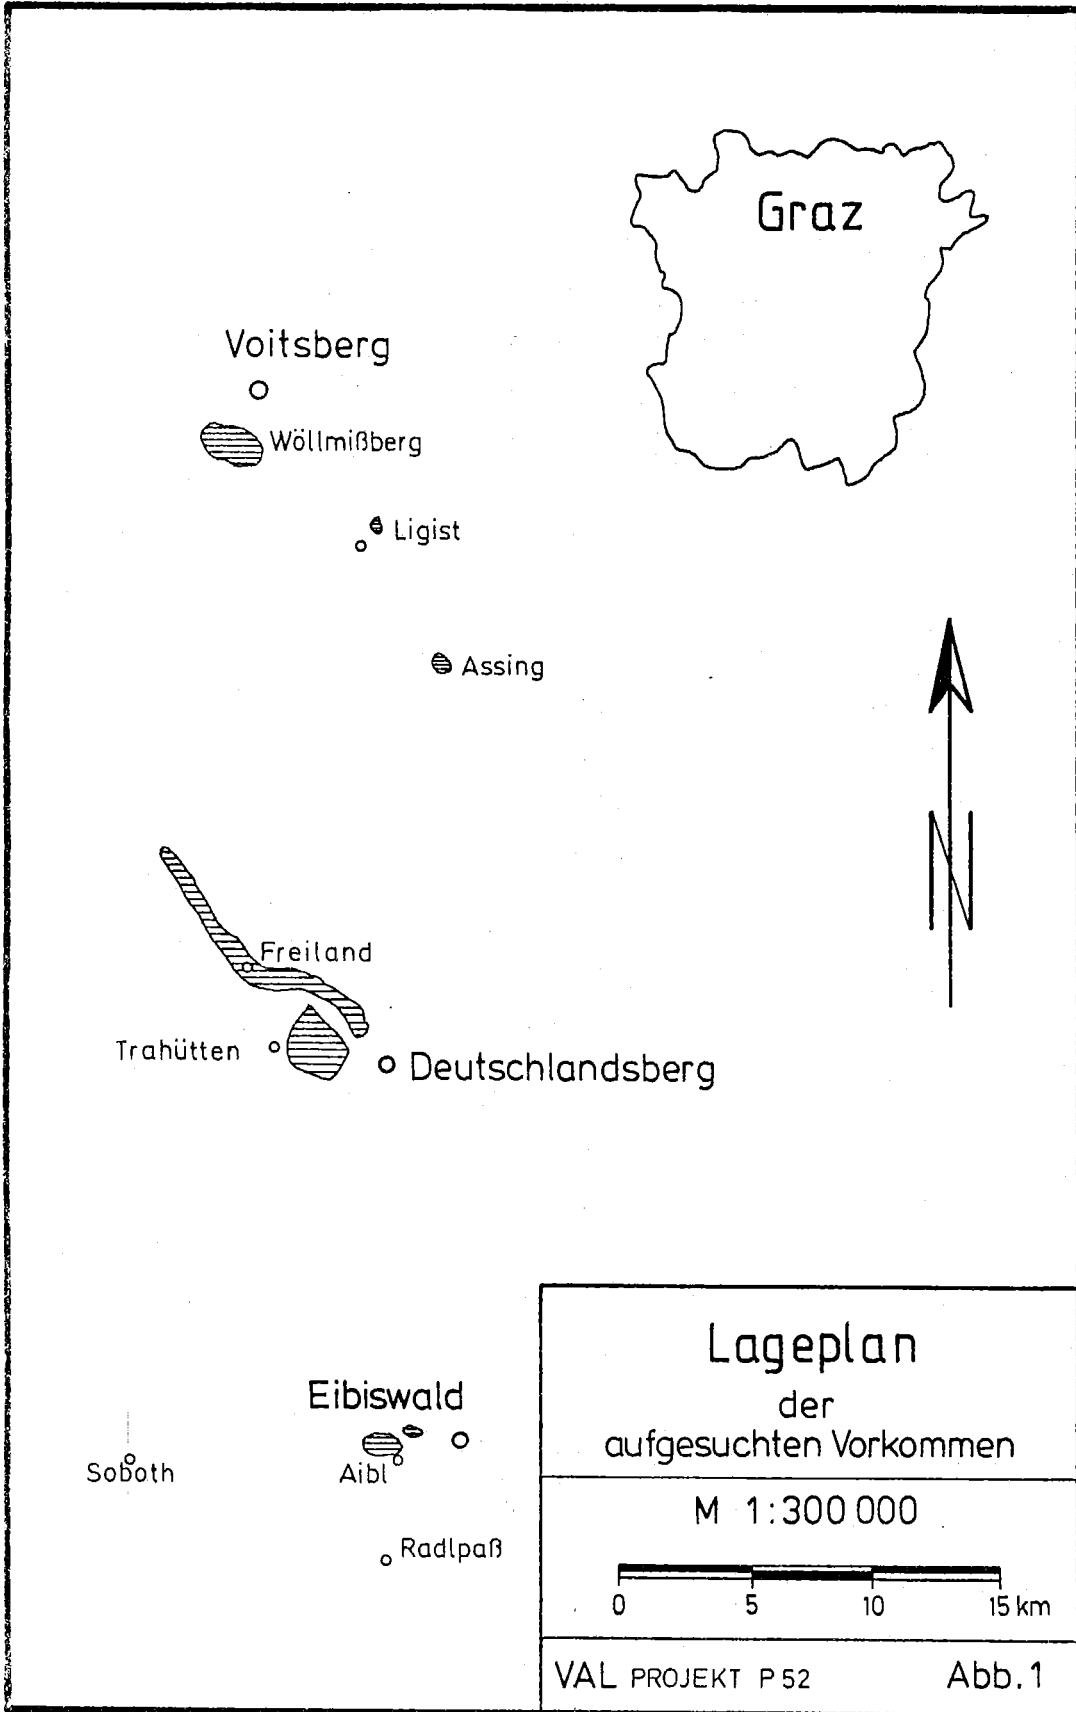 Graz
Voitsberg
Wöllmißberg
Ligist
Assing
N
Freiland
Trahütten
Deutschlandsberg
Eibiswald
Soboth
Aibl
Radlpaß
Lageplan
der
aufgesuchten Vorkommen
M 1:300 000
0 5 10 15 km
VAL PROJEKT P 52 Abb. 1